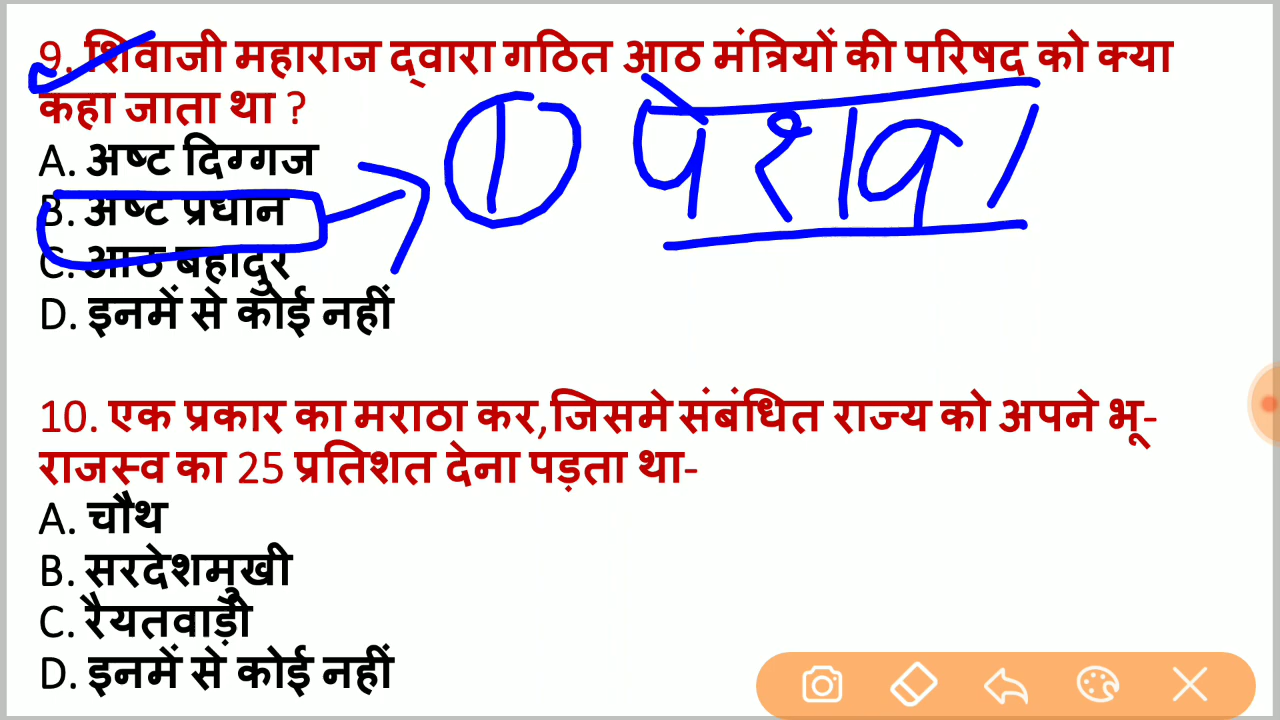 9. शिवाजी महाराज द्वारा गठित आठ मंत्रियों की परिषद को क्या
कहा जाता था ?
① पेशवा
A. अष्ट दिग्गज
B. अष्ट प्रधान
C. आठ बहादुर
D. इनमें से कोई नहीं
10. एक प्रकार का मराठा कर,जिसमे संबंधित राज्य को अपने भू-
राजस्व का 25 प्रतिशत देना पड़ता था-
A. चौथ
B. सरदेशमुखी
C. रैयतवाड़ी
D. इनमें से कोई नहीं